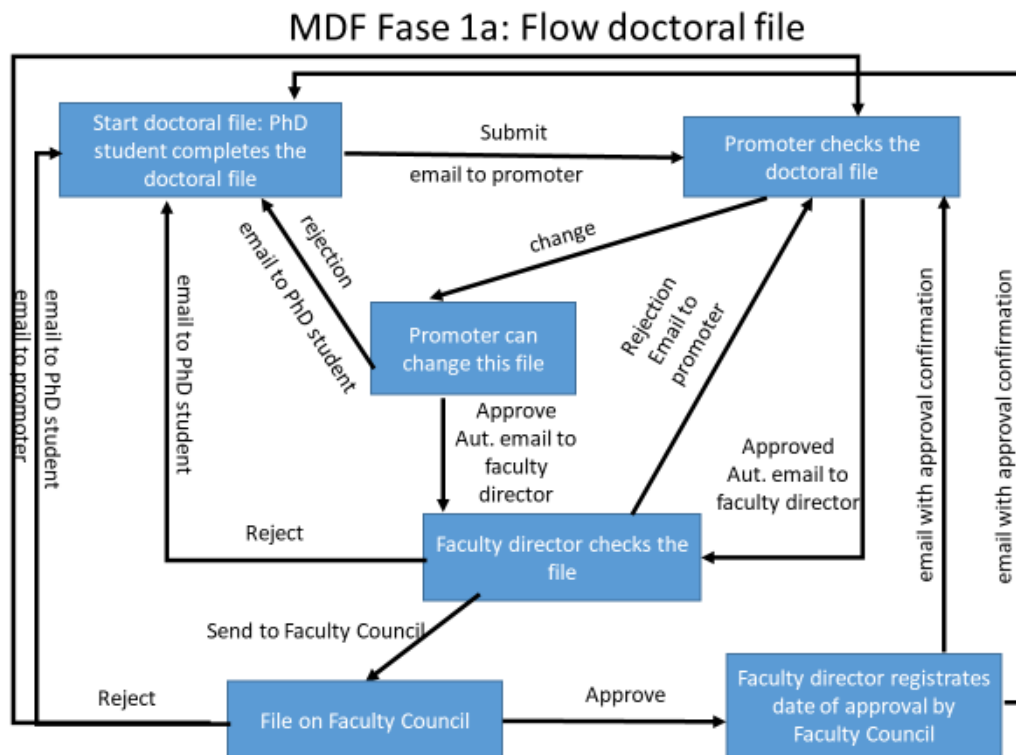 MDF Fase 1a: Flow doctoral file
Start doctoral file: PhD
student completes the
doctoral file
Submit
email to promoter
Promoter checks the
doctoral file
rejection
email to PhD student
change
Promoter can
change this file
Rejection
Email to
promoter
email to promoter
email to PhD student
email to PhD student
Approve
Aut. email to
faculty
director
Approved
Aut. email to
faculty director
email with approval confirmation
email with approval confirmation
Reject
Faculty director checks the
file
Send to Faculty Council
Reject
File on Faculty Council
Approve
Faculty director registrates
date of approval by
Faculty Council